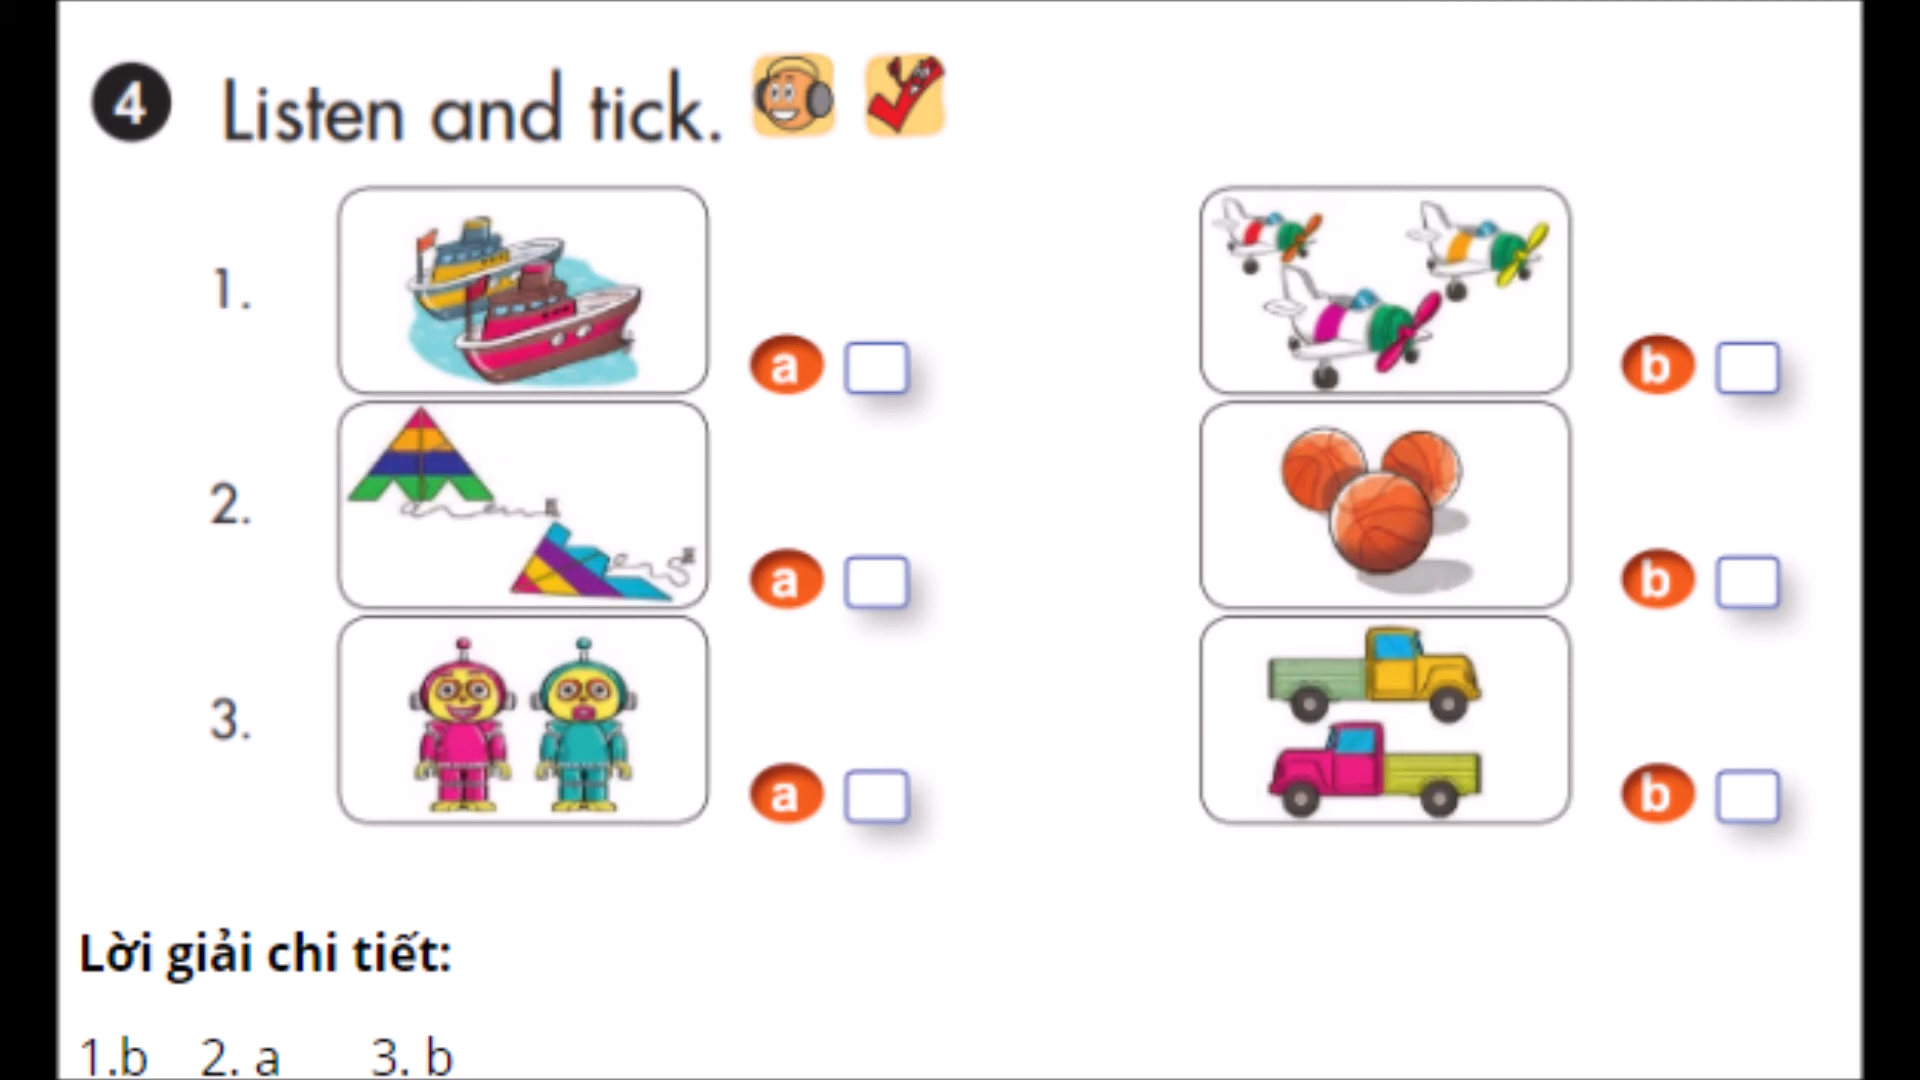 4 Listen and tick.
1. a b
2. a b
3. a b
Lời giải chi tiết:
1.b 2. a 3. b